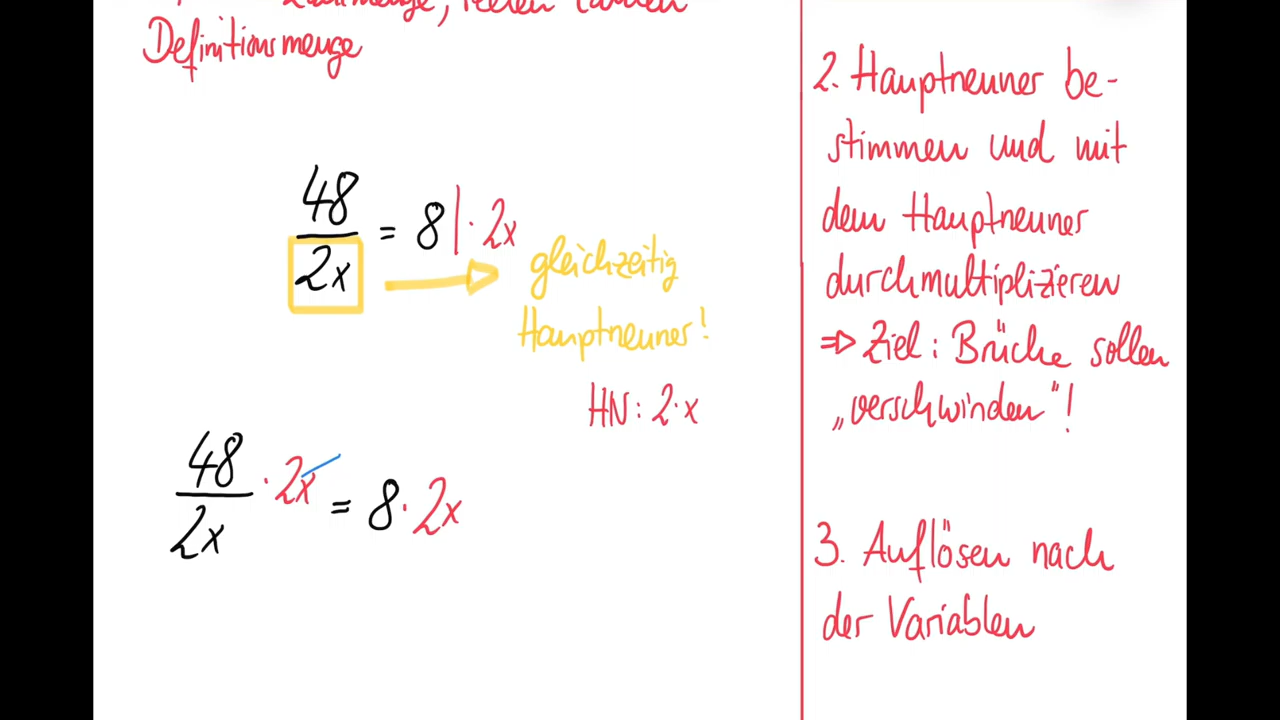 Definitionsmenge
48
2x
= 8 | · 2x
gleichzeitig
Hauptnenner!
HN: 2·x
48
2x
· 2x = 8 · 2x
2. Hauptnenner be-
stimmen und mit
dem Hauptnenner
durchmultiplizieren
⇒ Ziel: Brüche sollen
„verschwinden"!
3. Auflösen nach
der Variablen